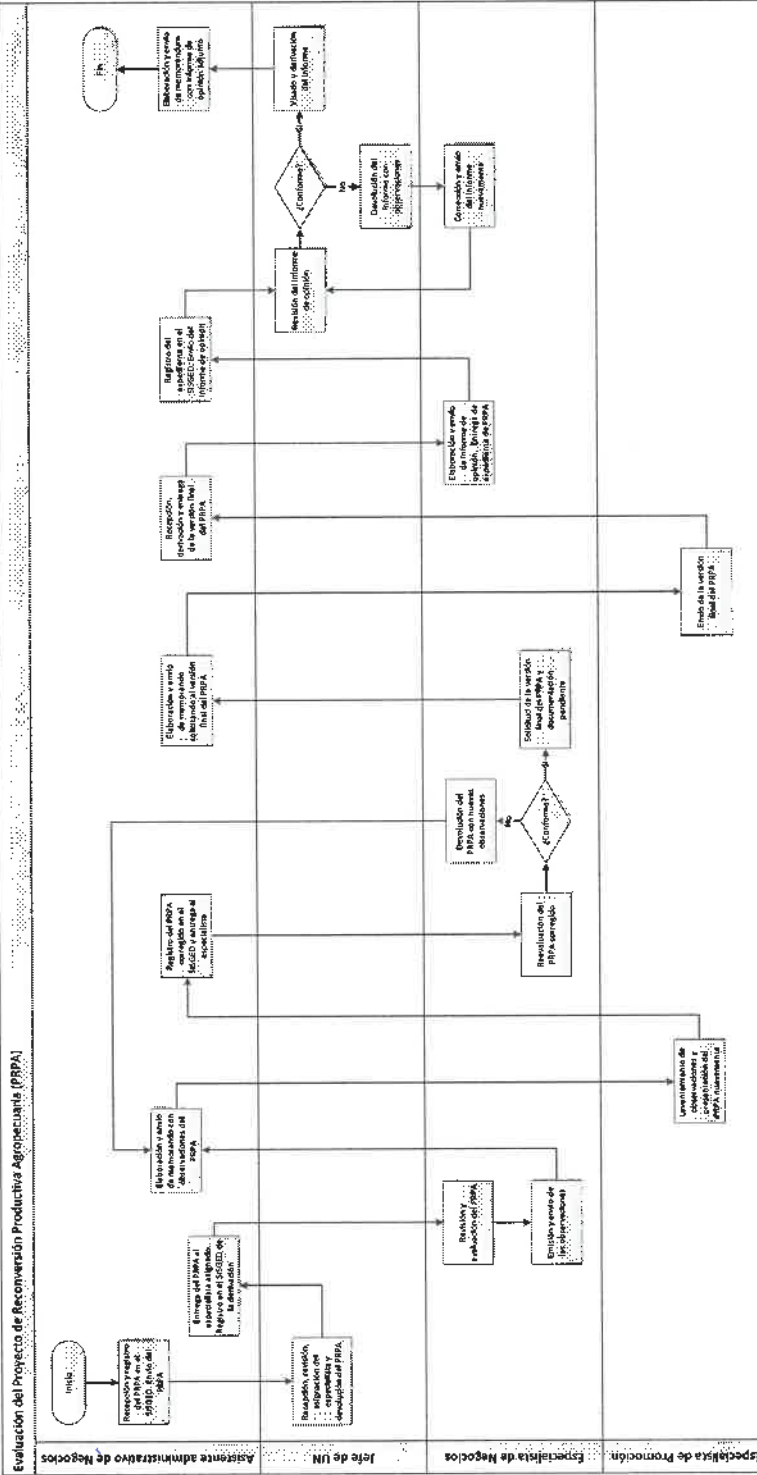 Evaluación del Proyecto de Reconversión Productiva Agropecuaria (PRPA)
Asistente administrativo de Negocios
Jefe de UN
Especialista de Negocios
Especialista de Promoción
Inicio
Recepción y registro
del PRPA en el
SISGED. Envío del
PRPA
Recepción, revisión,
asignación del
especialista y
devolución del PRPA
Entrega del PRPA al
especialista asignado.
Registro en el SISGED de
la derivación
Revisión y
evaluación del PRPA
Emisión y envío de
las observaciones
Elaboración y envío
de memorando con
observaciones del
PRPA
Levantamiento de
observaciones y
presentación del
PRPA nuevamente
Registro del PRPA
corregido en el
SISGED y entrega al
especialista
Reevaluación del
PRPA corregido
¿Conforme?
No
Devolución del
PRPA con nuevas
observaciones
Si
Solicitud de la versión
final del PRPA y
documentación
pendiente
Elaboración y envío
de memorando
solicitando la versión
final del PRPA
Envío de la versión
final del PRPA
Recepción,
derivación y entrega
de la versión final
del PRPA
Elaboración y envío
de informe de
opinión. Entrega de
expediente de PRPA
Registro del
expediente en el
SISGED. Envío del
informe de opinión
Revisión del informe
de opinión
¿Conforme?
No
Devolución del
informe con
observaciones
Corrección y envío
del informe
nuevamente
Si
Visado y derivación
del informe
Elaboración y envío
de memorándum
con informe de
opinión adjunto
Fin